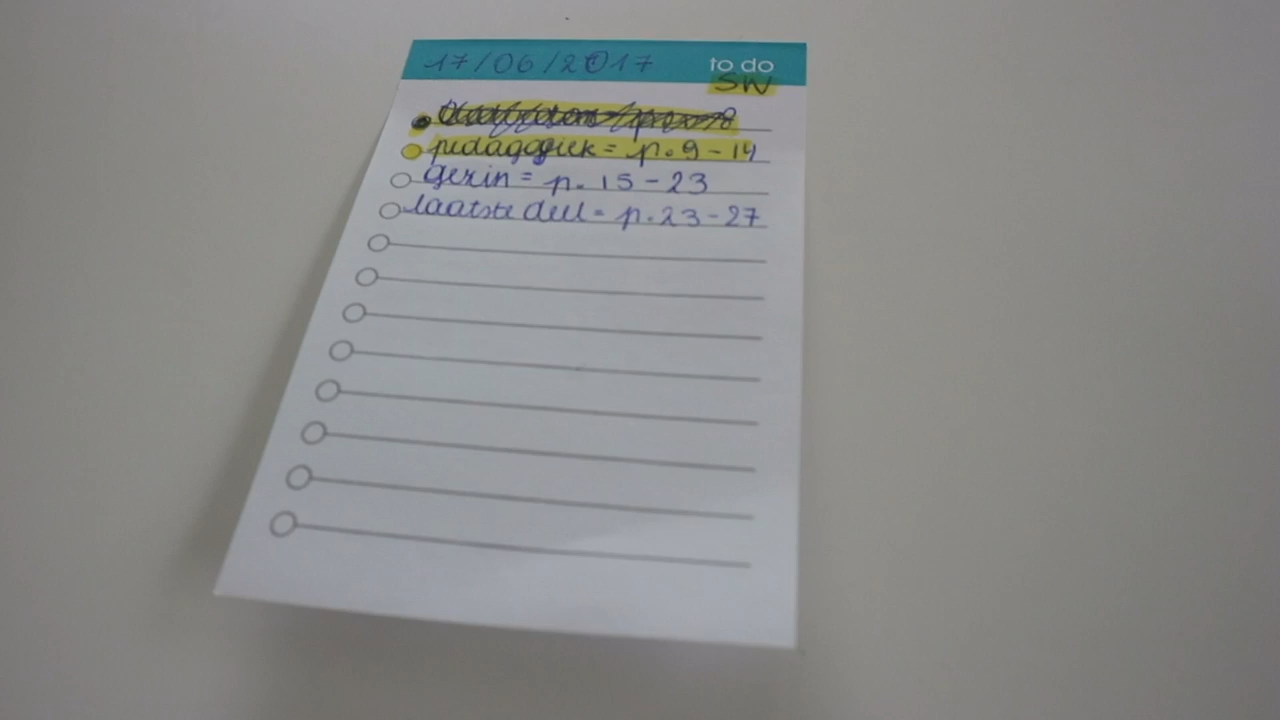 17/06/2017 to do
SW
pedagogiek = p. 9 - 14
gezin = p. 15 - 23
laatste deel = p. 23 - 27